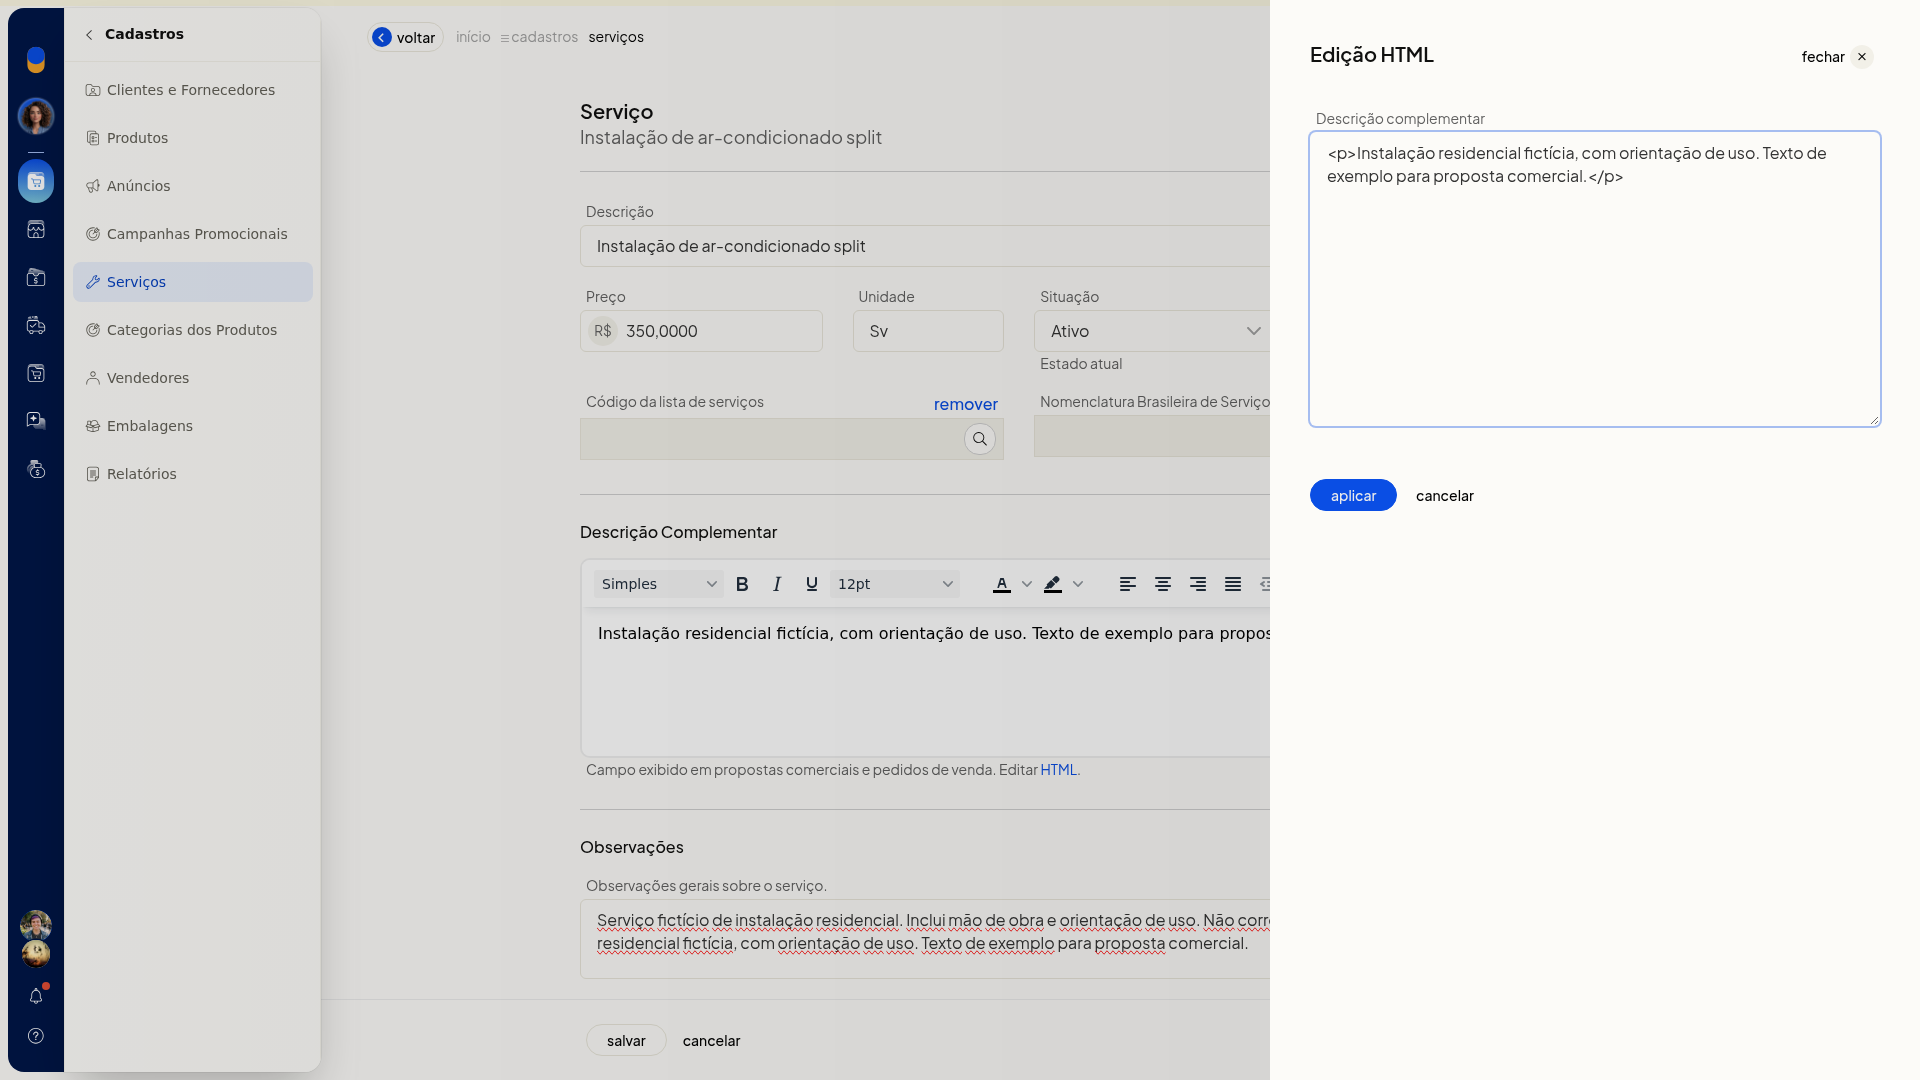 Cadastros
Clientes e Fornecedores
Produtos
Anúncios
Campanhas Promocionais
Serviços
Categorias dos Produtos
Vendedores
Embalagens
Relatórios
voltar início cadastros serviços
Serviço
Instalação de ar-condicionado split
Descrição
Instalação de ar-condicionado split
Preço Unidade Situação
R$ 350,0000 Sv Ativo
Estado atual
Código da lista de serviços remover Nomenclatura Brasileira de Serviço
Descrição Complementar
Simples B I U 12pt A
Instalação residencial fictícia, com orientação de uso. Texto de exemplo para propos
Campo exibido em propostas comerciais e pedidos de venda. Editar HTML.
Observações
Observações gerais sobre o serviço.
Serviço fictício de instalação residencial. Inclui mão de obra e orientação de uso. Não corre
residencial fictícia, com orientação de uso. Texto de exemplo para proposta comercial.
salvar cancelar
Edição HTML
fechar
Descrição complementar
<p>Instalação residencial fictícia, com orientação de uso. Texto de
exemplo para proposta comercial.</p>
aplicar cancelar